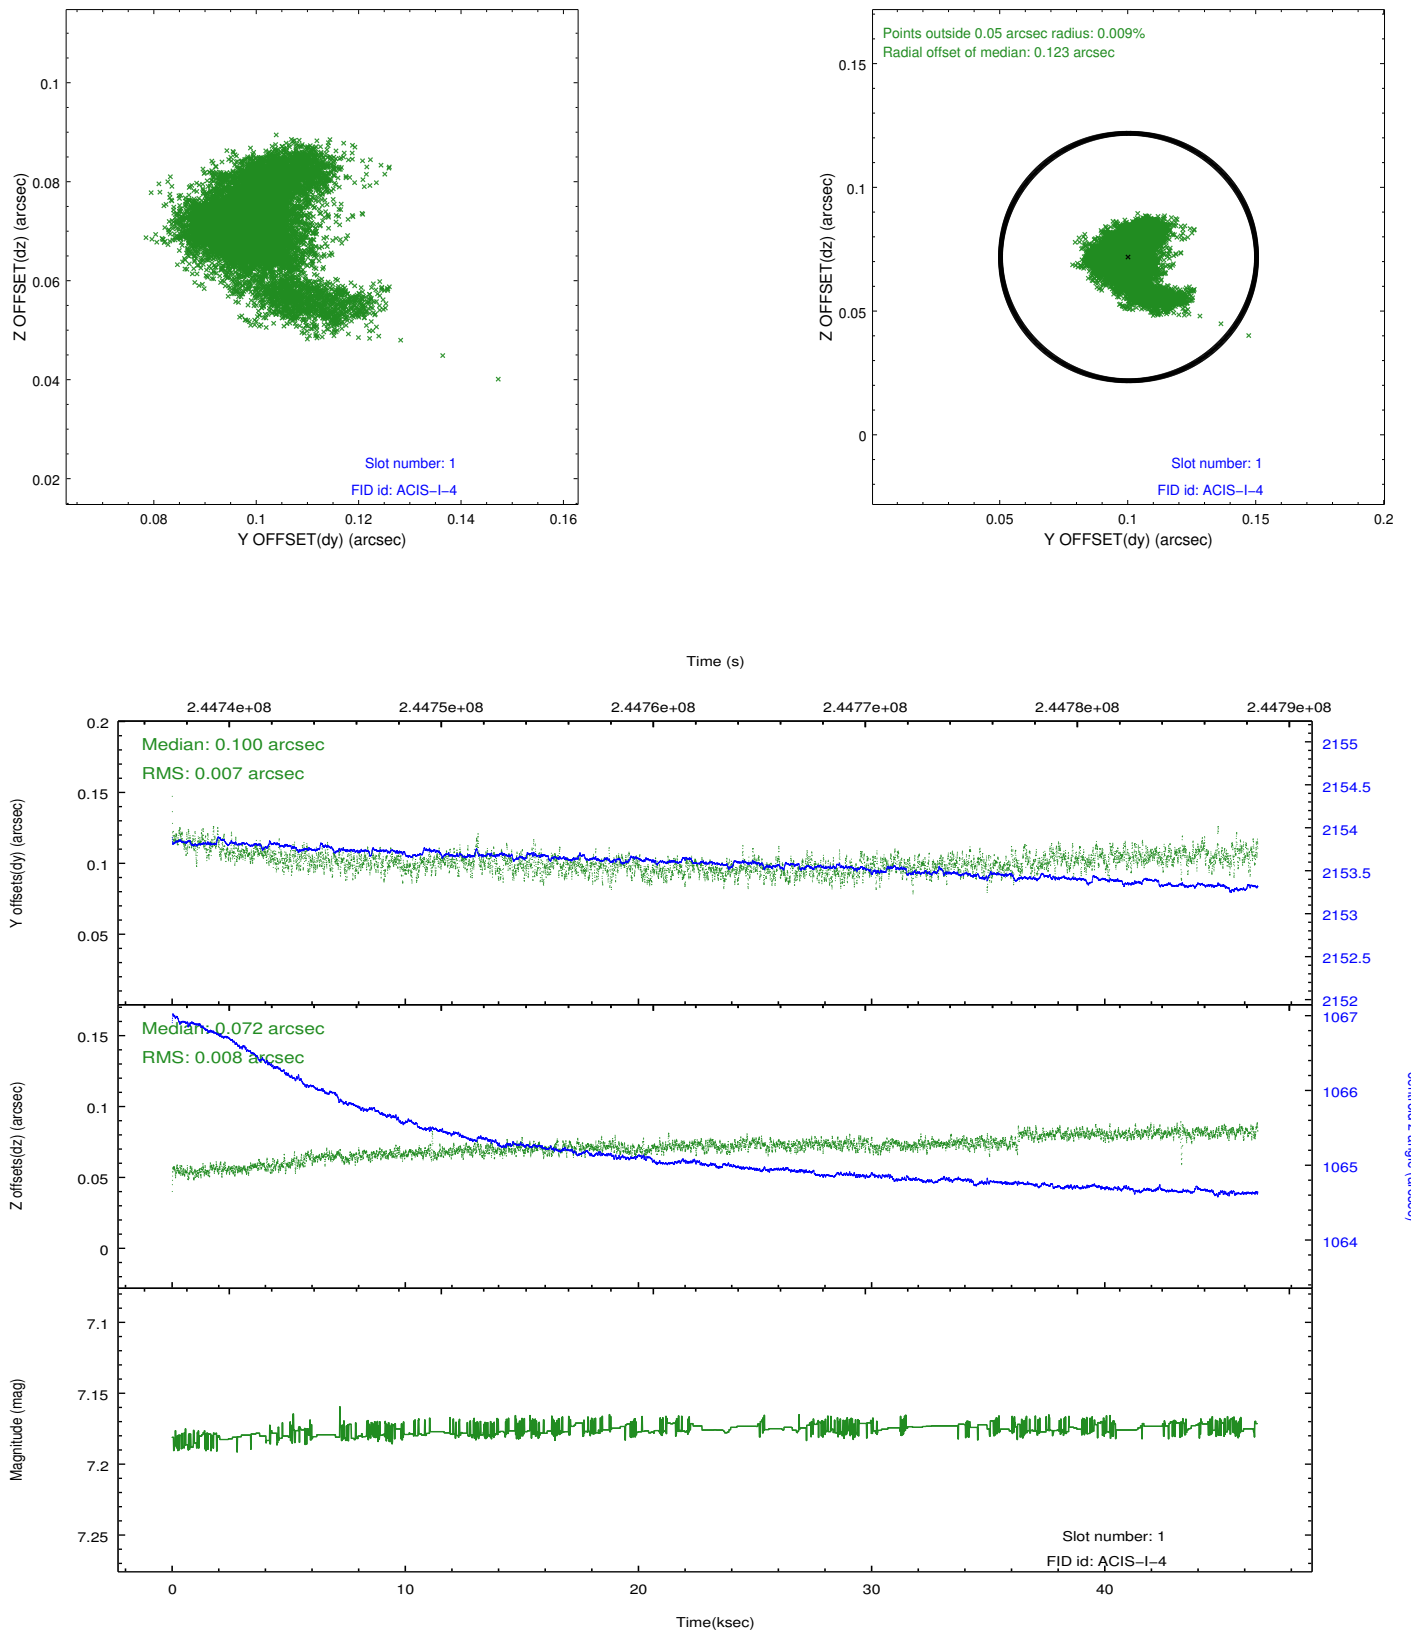 0.1
0.08
0.06
0.04
0.02
Z OFFSET(dz) (arcsec)
Slot number: 1
FID id: ACIS−I−4
0.08 0.1 0.12 0.14 0.16
Y OFFSET(dy) (arcsec)
Points outside 0.05 arcsec radius: 0.009%
Radial offset of median: 0.123 arcsec
0.15
0.1
0.05
0
Z OFFSET(dz) (arcsec)
Slot number: 1
FID id: ACIS−I−4
0.05 0.1 0.15 0.2
Y OFFSET(dy) (arcsec)
Time (s)
2.4474e+08 2.4475e+08 2.4476e+08 2.4477e+08 2.4478e+08 2.4479e+08
Median: 0.100 arcsec
RMS: 0.007 arcsec
0.2
0.15
0.1
0.05
Y offsets(dy) (arcsec)
2155
2154.5
2154
2153.5
2153
2152.5
2152
Median: 0.072 arcsec
RMS: 0.008 arcsec
0.15
0.1
0.05
0
Z offsets(dz) (arcsec)
1067
1066
1065
1064
7.1
7.15
7.2
7.25
Magnitude (mag)
Slot number: 1
FID id: ACIS−I−4
0 10 20 30 40
Time(ksec)